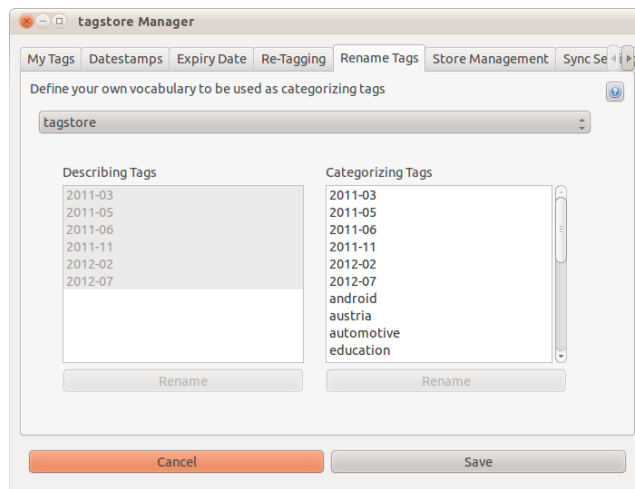 tagstore Manager
My Tags Datestamps Expiry Date Re-Tagging Rename Tags Store Management Sync Se
Define your own vocabulary to be used as categorizing tags
tagstore
Describing Tags
2011-03
2011-05
2011-06
2011-11
2012-02
2012-07
Rename
Categorizing Tags
2011-03
2011-05
2011-06
2011-11
2012-02
2012-07
android
austria
automotive
education
Rename
Cancel Save